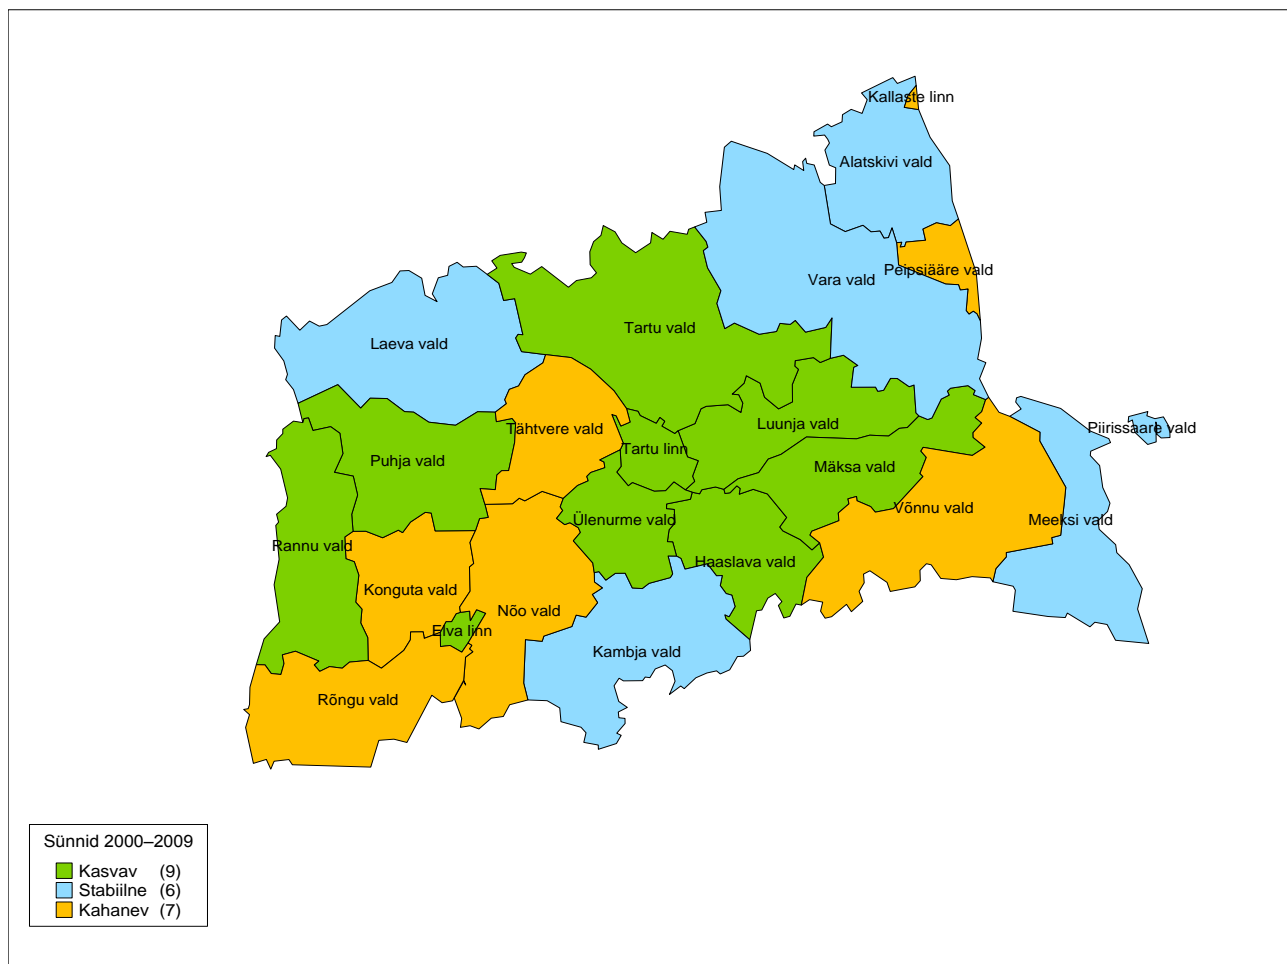 Kallaste linn
Alatskivi vald
Peipsiääre vald
Vara vald
Tartu vald
Laeva vald
Piirissaare vald
Luunja vald
Tähtvere vald
Tartu linn
Puhja vald
Mäksa vald
Võnnu vald
Meeksi vald
Ülenurme vald
Rannu vald
Haaslava vald
Konguta vald
Nõo vald
Elva linn
Kambja vald
Rõngu vald
Sünnid 2000–2009
Kasvav (9)
Stabiilne (6)
Kahanev (7)